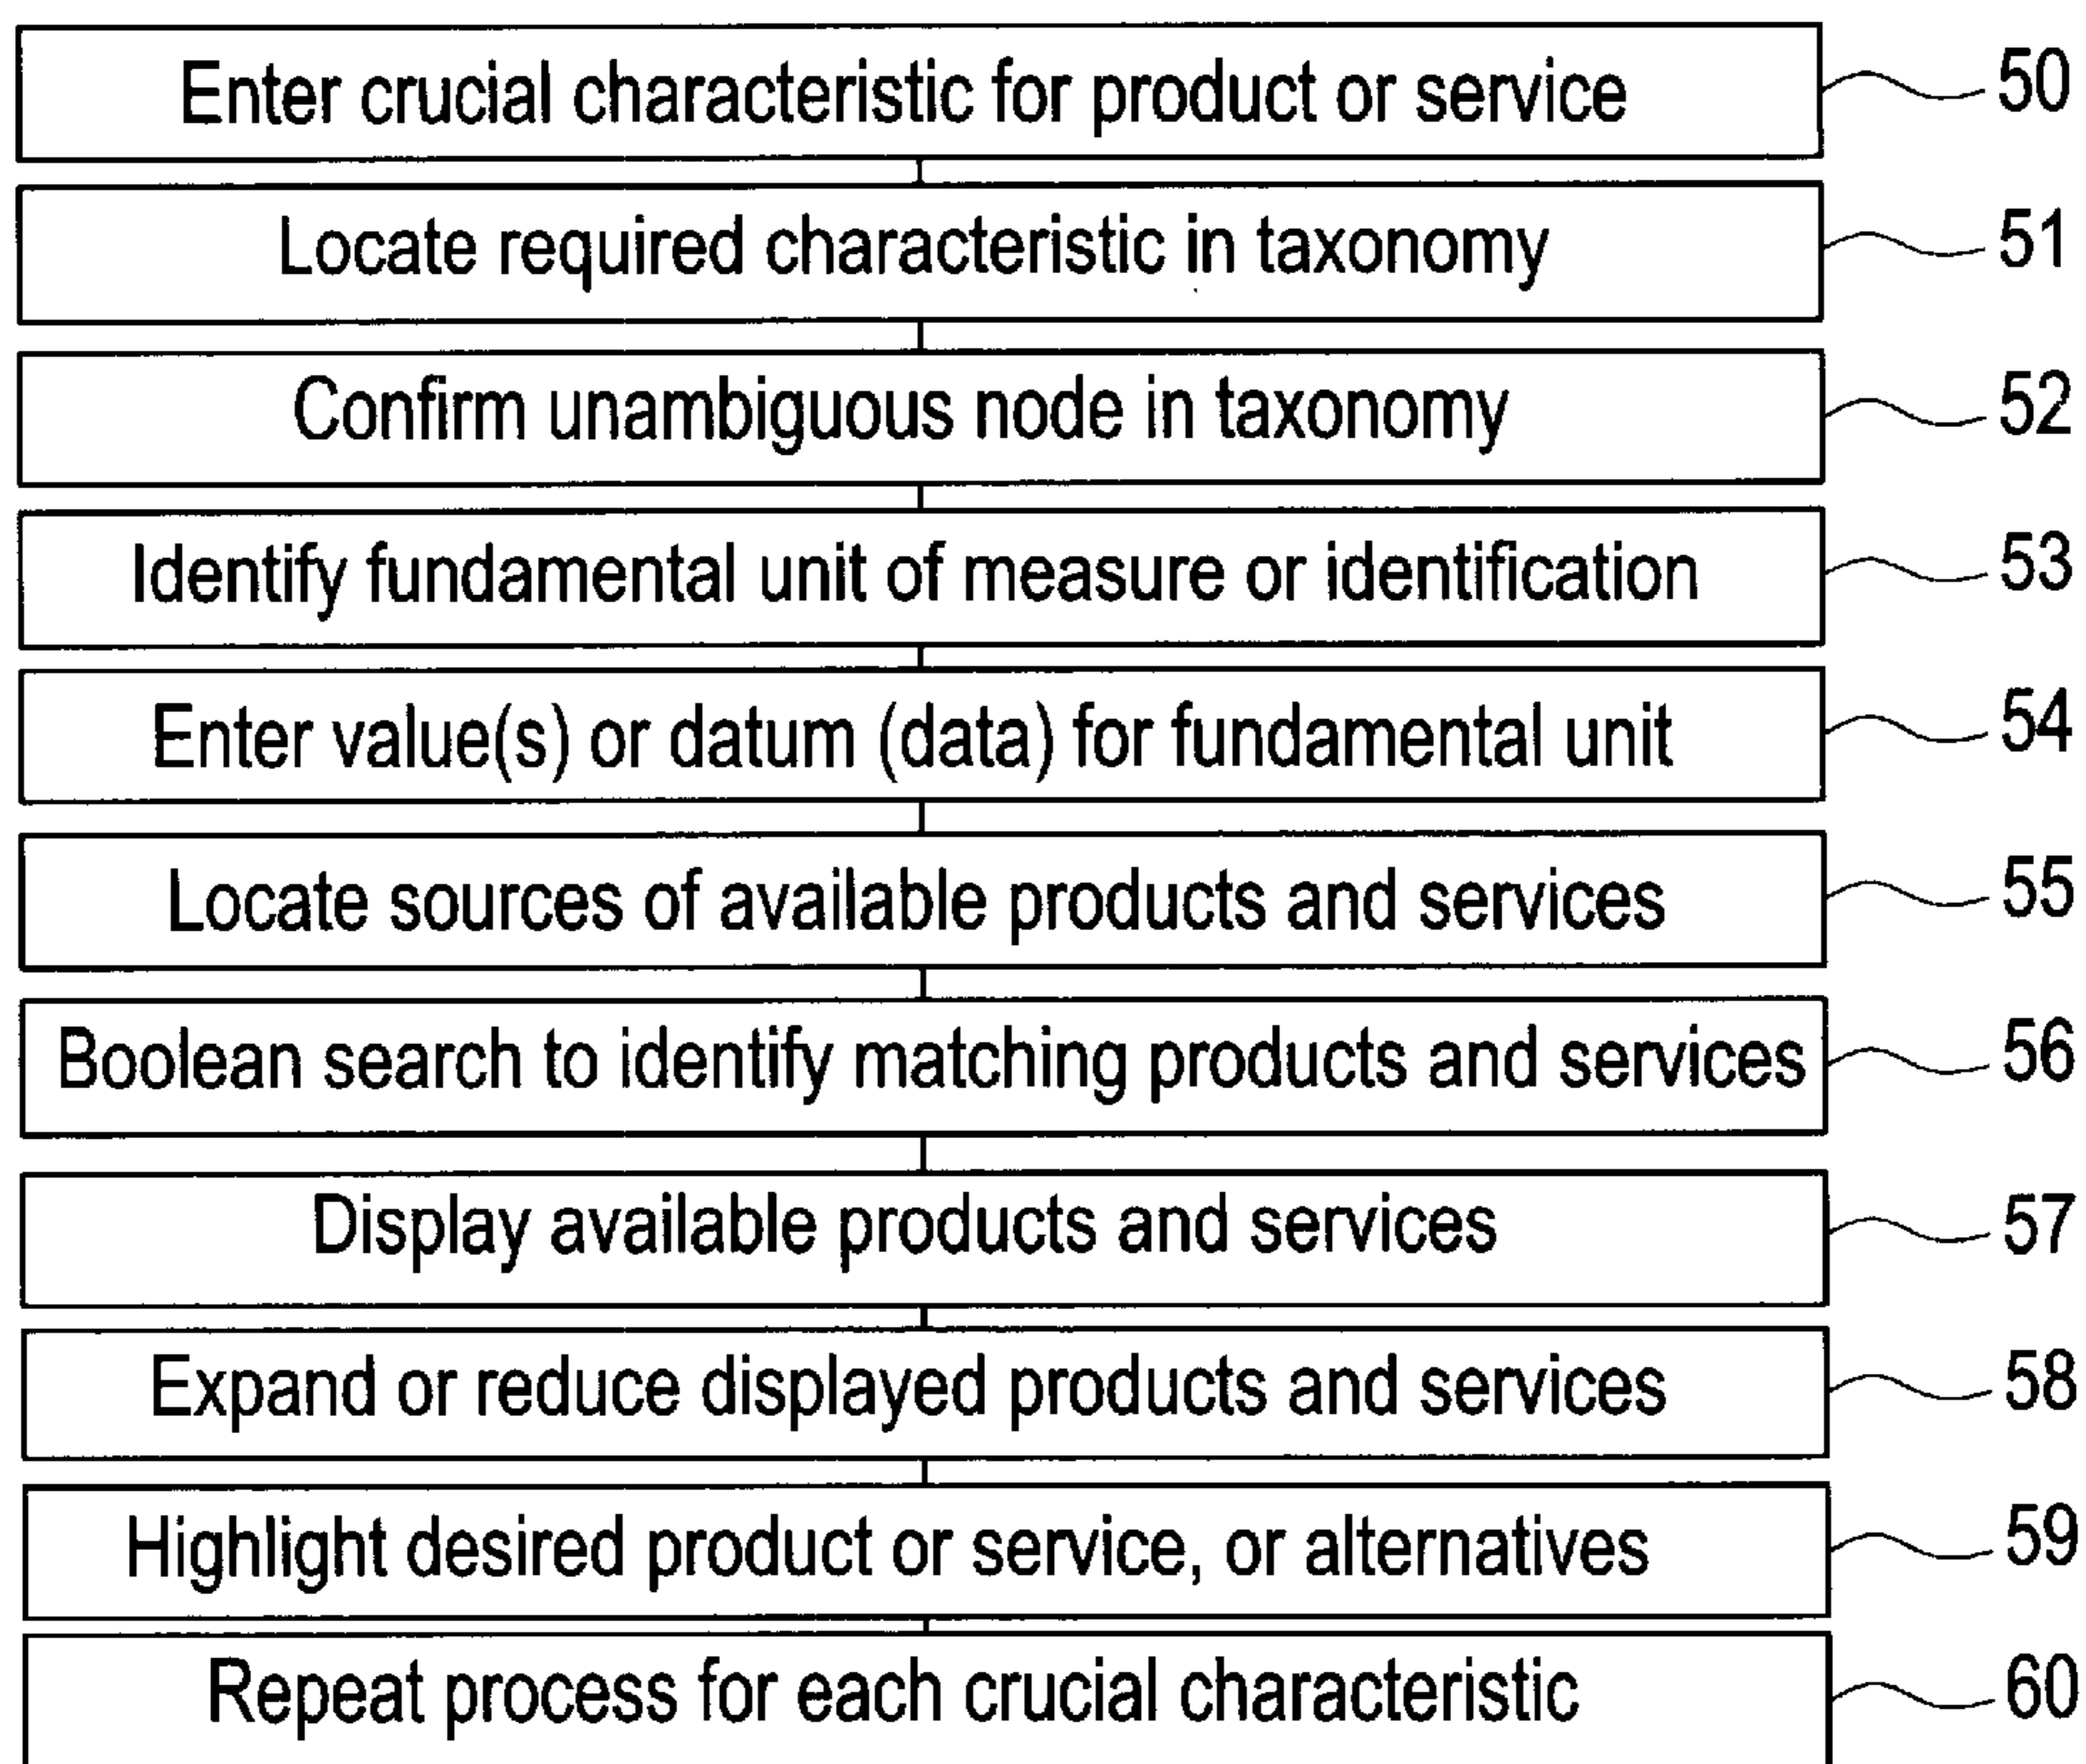 Enter crucial characteristic for product or service 50
Locate required characteristic in taxonomy 51
Confirm unambiguous node in taxonomy 52
Identify fundamental unit of measure or identification 53
Enter value(s) or datum (data) for fundamental unit 54
Locate sources of available products and services 55
Boolean search to identify matching products and services 56
Display available products and services 57
Expand or reduce displayed products and services 58
Highlight desired product or service, or alternatives 59
Repeat process for each crucial characteristic 60